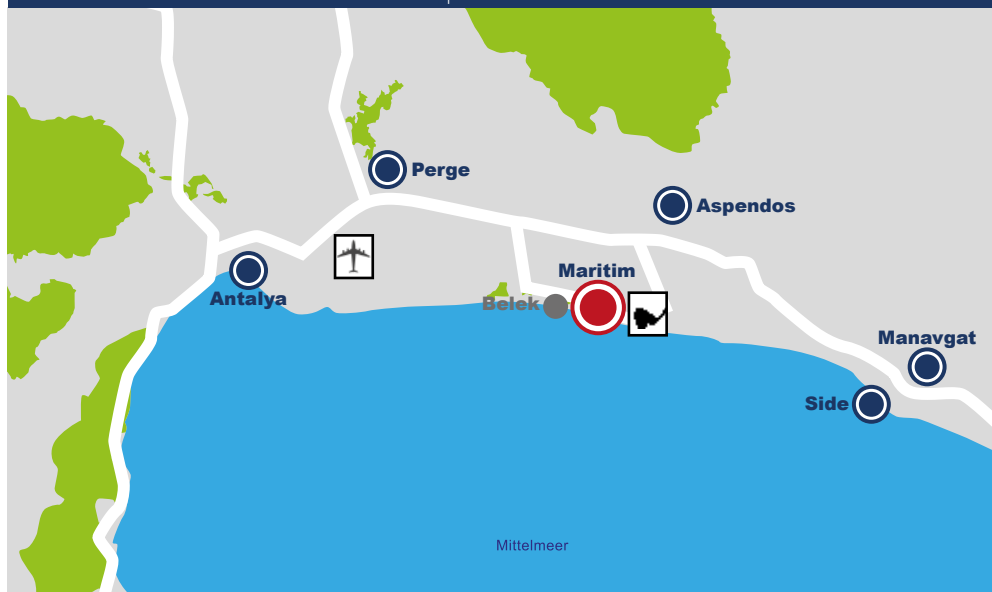 Perge
Aspendos
Maritim
Antalya
Belek
Manavgat
Side
Mittelmeer